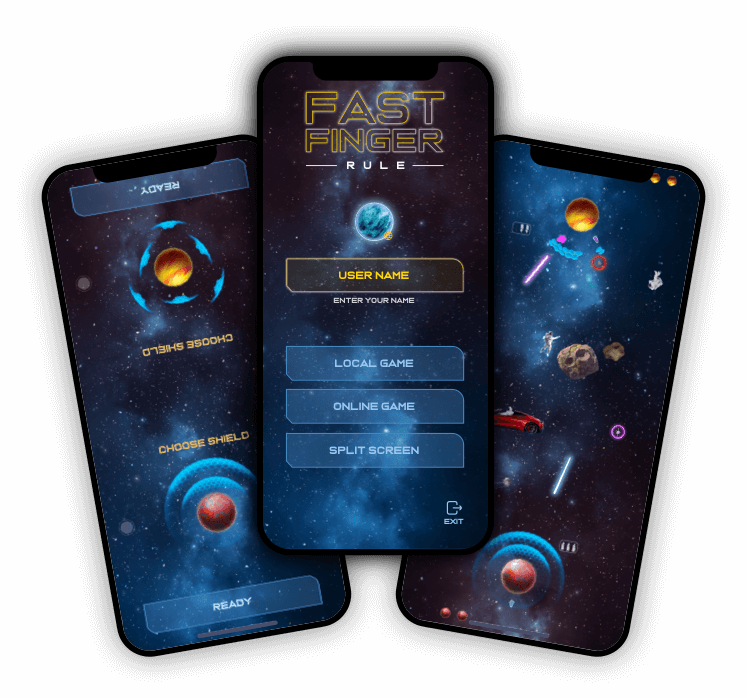 READY
CHOOSE SHIELD
CHOOSE SHIELD
READY
FAST
FINGER
RULE
USER NAME
ENTER YOUR NAME
LOCAL GAME
ONLINE GAME
SPLIT SCREEN
EXIT